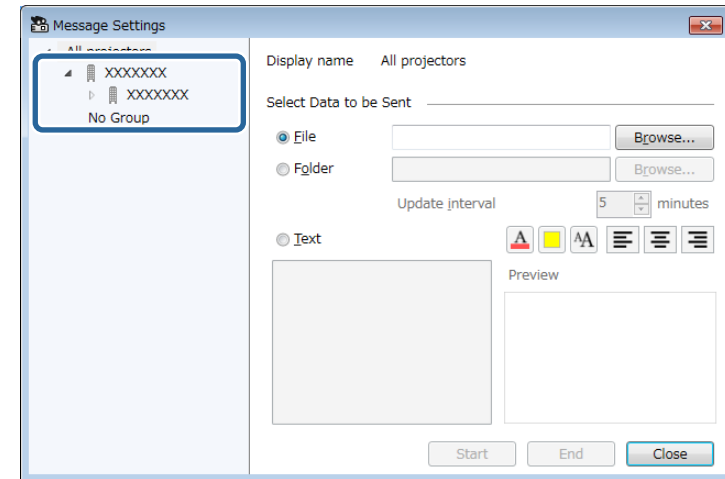 Message Settings
All projectors
XXXXXXX
XXXXXXX
No Group
Display name All projectors
Select Data to be Sent
File Browse...
Folder Browse...
Update interval 5 minutes
Text A AA
Preview
Start End Close